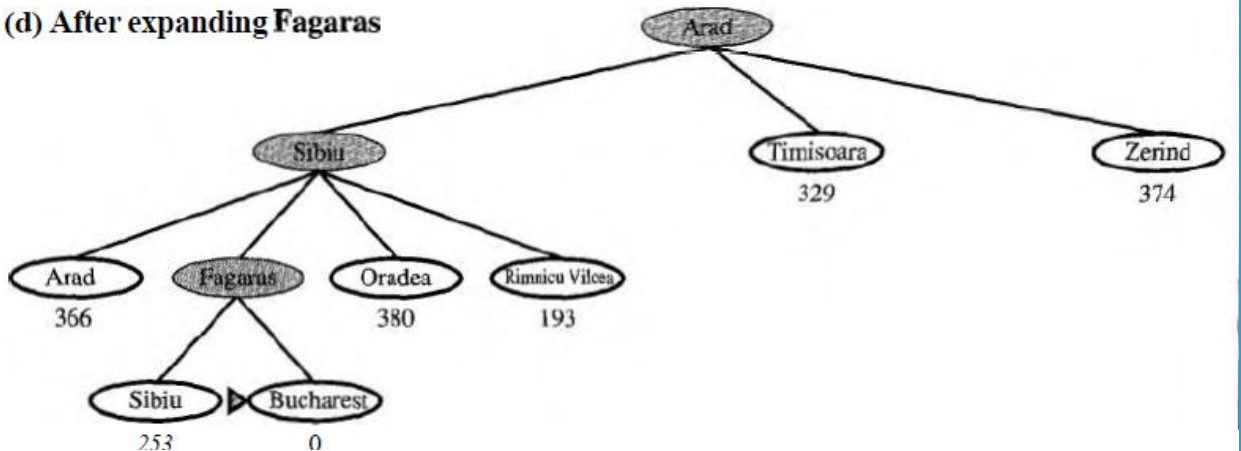 (d) After expanding Fagaras
Arad
Sibiu
Timisoara
Zerind
329
374
Arad
Fagaras
Oradea
Rimnicu Vilcea
366
380
193
Sibiu
Bucharest
253
0